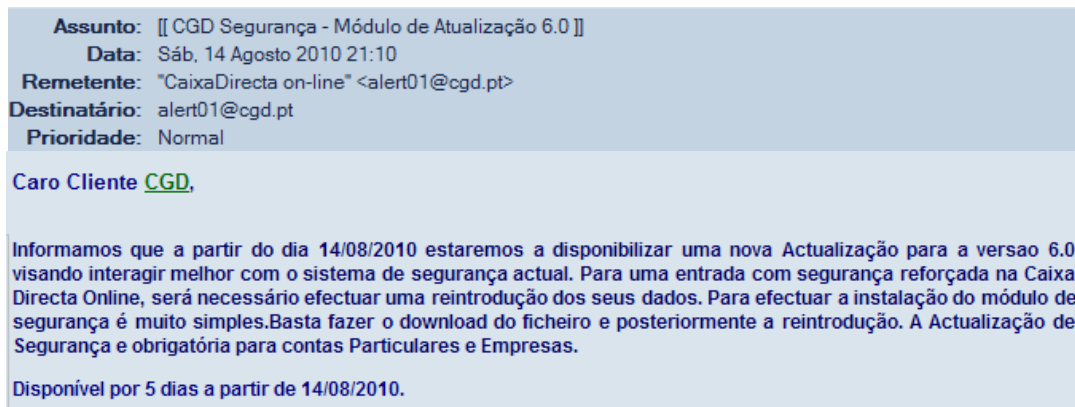 Assunto: [[ CGD Segurança - Módulo de Atualização 6.0 ]]
Data: Sáb, 14 Agosto 2010 21:10
Remetente: "CaixaDirecta on-line" <alert01@cgd.pt>
Destinatário: alert01@cgd.pt
Prioridade: Normal
Caro Cliente CGD,
Informamos que a partir do dia 14/08/2010 estaremos a disponibilizar uma nova Actualização para a versao 6.0
visando interagir melhor com o sistema de segurança actual. Para uma entrada com segurança reforçada na Caixa
Directa Online, será necessário efectuar uma reintrodução dos seus dados. Para efectuar a instalação do módulo de
segurança é muito simples.Basta fazer o download do ficheiro e posteriormente a reintrodução. A Actualização de
Segurança e obrigatória para contas Particulares e Empresas.
Disponível por 5 dias a partir de 14/08/2010.